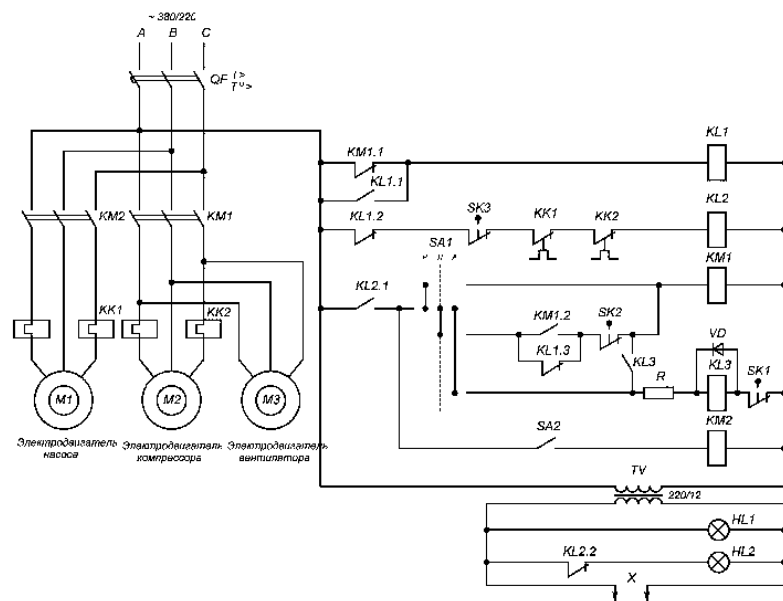 ~ 380/220
A B C
QF I>
T°>
KM2 KM1
KK1 KK2
M1 M2 M3
Электродвигатель насоса
Электродвигатель компрессора
Электродвигатель вентилятора
KM1.1 KL1
KL1.1
KL1.2 SK3 KK1 KK2 KL2
SA1
KL2.1 KM1
KM1.2 SK2
KL1.3 KL3
R VD KL3 SK1
SA2 KM2
TV
220/12
HL1
KL2.2 HL2
X